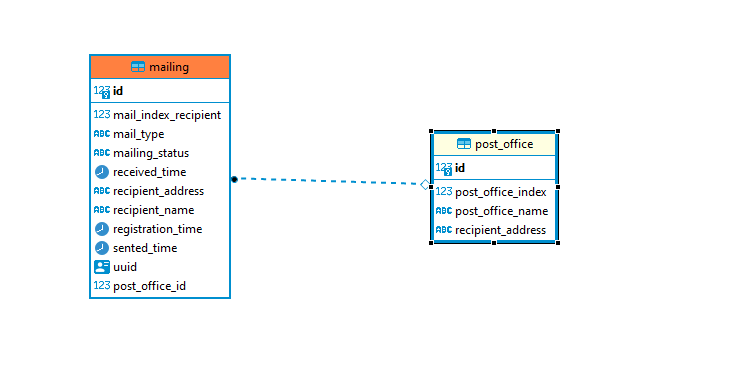 mailing
123 id
123 mail_index_recipient
ABC mail_type
ABC mailing_status
received_time
ABC recipient_address
ABC recipient_name
registration_time
sented_time
uuid
123 post_office_id
post_office
123 id
123 post_office_index
ABC post_office_name
ABC recipient_address